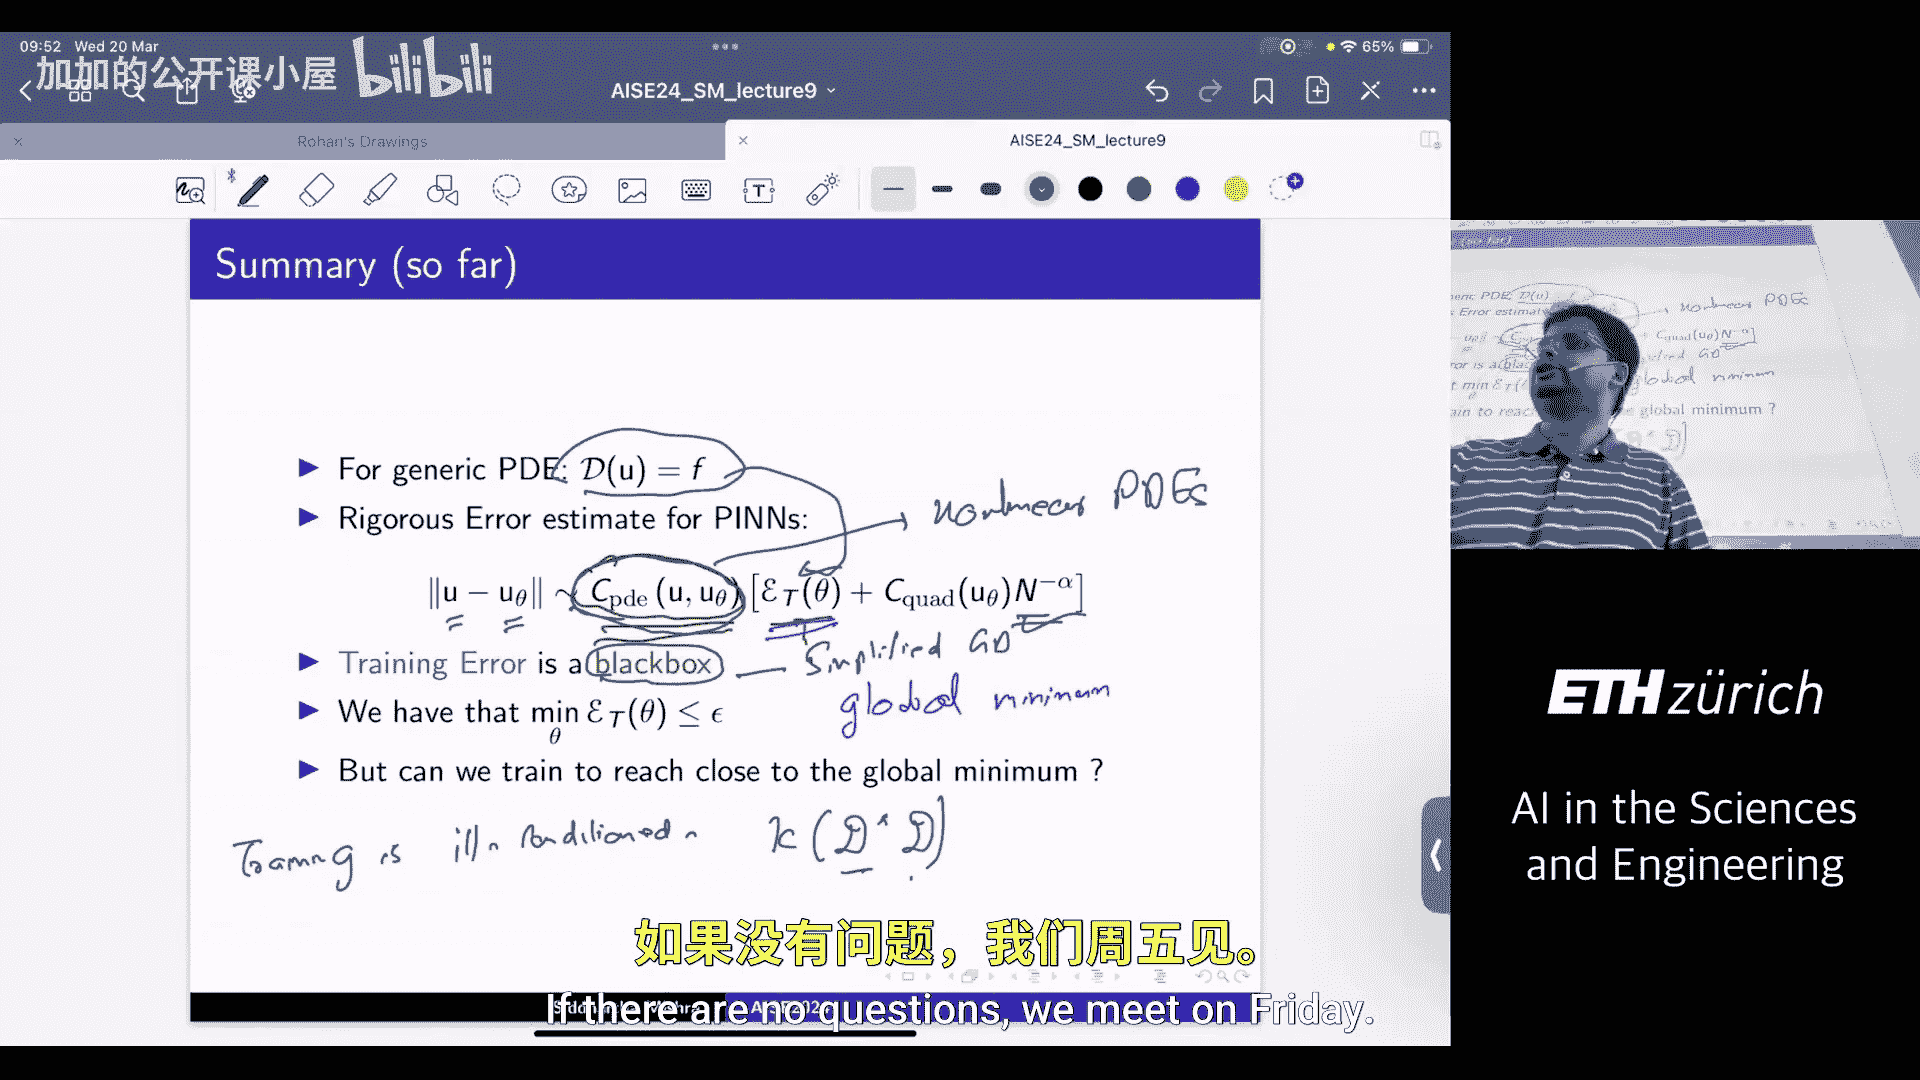 09:52 Wed 20 Mar
65%
加加的公开课小屋 bilibili
AISE24_SM_lecture9
Rohan's Drawings
AISE24_SM_lecture9
Summary (so far)
▶ For generic PDE: 𝒟(u) = f
▶ Rigorous Error estimate for PINNs:
nonlinear PDEs
‖u − u_θ‖ ~ C_pde (u, u_θ) [ℰ_T(θ) + C_quad(u_θ)N^−α]
▶ Training Error is a blackbox — Simplified GD
global minimum
▶ We have that min_θ ℰ_T(θ) ≤ ϵ
▶ But can we train to reach close to the global minimum ?
Training is ill-conditioned. κ(𝒟*𝒟)
如果没有问题，我们周五见。
If there are no questions, we meet on Friday.
ETH zürich
AI in the Sciences
and Engineering